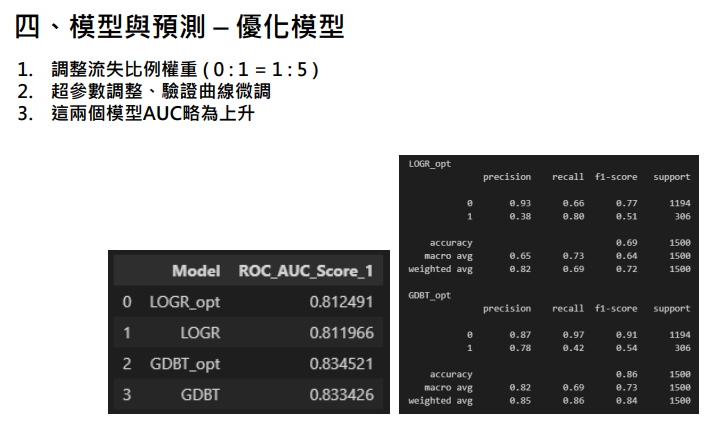 四、模型與預測 – 優化模型
1. 調整流失比例權重 ( 0 : 1 = 1 : 5 )
2. 超參數調整、驗證曲線微調
3. 這兩個模型AUC略為上升
Model ROC_AUC_Score_1
0 LOGR_opt 0.812491
1 LOGR 0.811966
2 GDBT_opt 0.834521
3 GDBT 0.833426
LOGR_opt
precision recall f1-score support
0 0.93 0.66 0.77 1194
1 0.38 0.80 0.51 306
accuracy 0.69 1500
macro avg 0.65 0.73 0.64 1500
weighted avg 0.82 0.69 0.72 1500
GDBT_opt
precision recall f1-score support
0 0.87 0.97 0.91 1194
1 0.78 0.42 0.54 306
accuracy 0.86 1500
macro avg 0.82 0.69 0.73 1500
weighted avg 0.85 0.86 0.84 1500